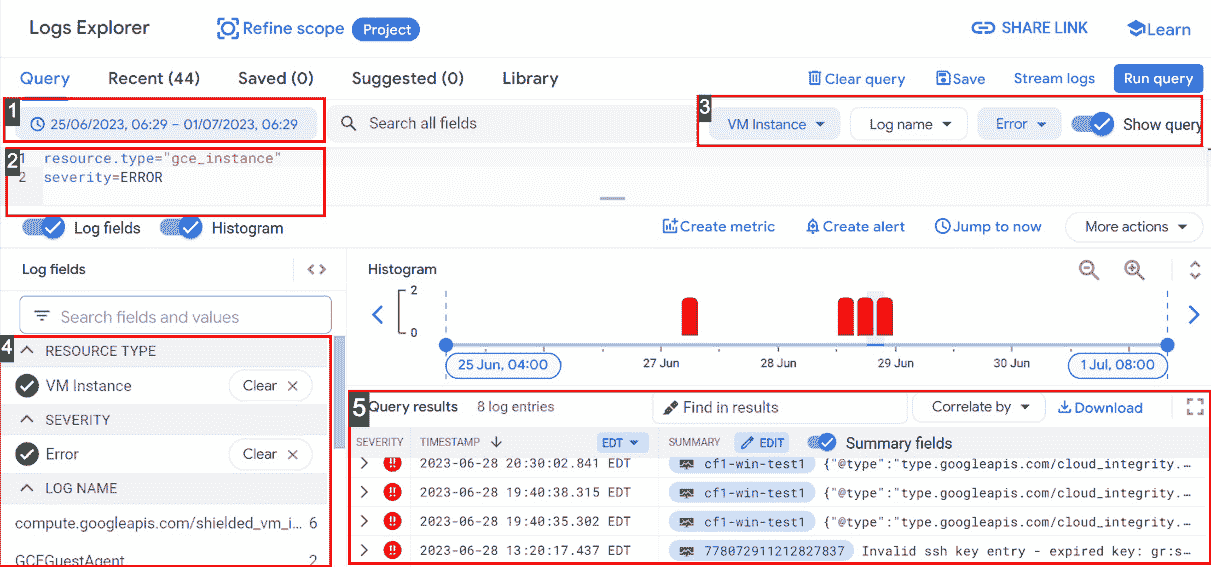 Logs Explorer Refine scope Project SHARE LINK Learn
Query Recent (44) Saved (0) Suggested (0) Library Clear query Save Stream logs Run query
1 25/06/2023, 06:29 – 01/07/2023, 06:29 Search all fields 3 VM Instance Log name Error Show query
2 1 resource.type="gce_instance"
2 severity=ERROR
Log fields Histogram Create metric Create alert Jump to now More actions
Log fields <> Histogram
2
0
Search fields and values
25 Jun, 04:00 27 Jun 28 Jun 29 Jun 30 Jun 1 Jul, 08:00
4 RESOURCE TYPE
VM Instance Clear
SEVERITY
Error Clear
LOG NAME
compute.googleapis.com/shielded_vm_i... 6
GCEGuestAgent 2
5 Query results 8 log entries Find in results Correlate by Download
SEVERITY TIMESTAMP EDT SUMMARY EDIT Summary fields
2023-06-28 20:30:02.841 EDT cf1-win-test1 {"@type":"type.googleapis.com/cloud_integrity.…
2023-06-28 19:40:38.315 EDT cf1-win-test1 {"@type":"type.googleapis.com/cloud_integrity.…
2023-06-28 19:40:35.302 EDT cf1-win-test1 {"@type":"type.googleapis.com/cloud_integrity.…
2023-06-28 13:20:17.437 EDT 778072911212827837 Invalid ssh key entry - expired key: gr:s…